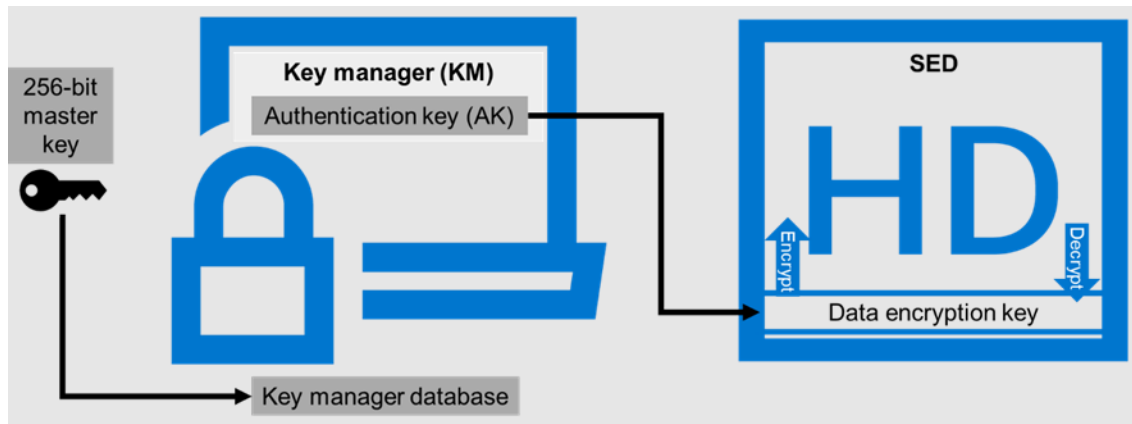 256-bit
master
key
Key manager (KM)
Authentication key (AK)
Key manager database
SED
HD
Encrypt
Decrypt
Data encryption key